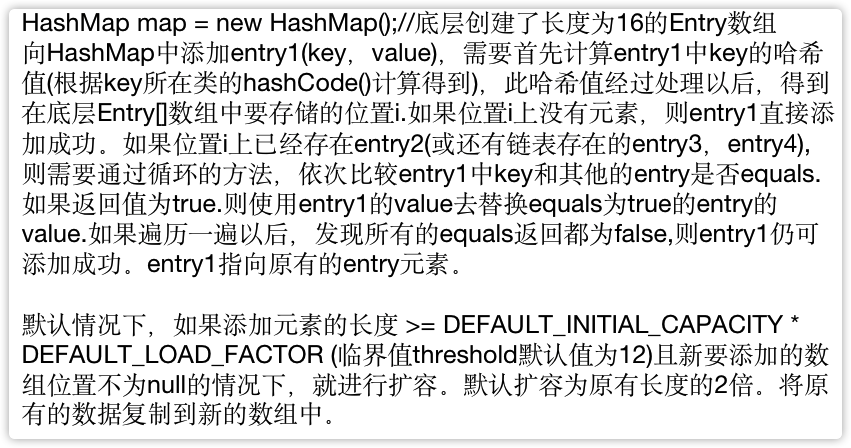 HashMap map = new HashMap();//底层创建了长度为16的Entry数组
向HashMap中添加entry1(key，value)，需要首先计算entry1中key的哈希
值(根据key所在类的hashCode()计算得到)，此哈希值经过处理以后，得到
在底层Entry[]数组中要存储的位置i.如果位置i上没有元素，则entry1直接添
加成功。如果位置i上已经存在entry2(或还有链表存在的entry3，entry4),
则需要通过循环的方法，依次比较entry1中key和其他的entry是否equals.
如果返回值为true.则使用entry1的value去替换equals为true的entry的
value.如果遍历一遍以后，发现所有的equals返回都为false,则entry1仍可
添加成功。entry1指向原有的entry元素。
默认情况下，如果添加元素的长度 >= DEFAULT_INITIAL_CAPACITY *
DEFAULT_LOAD_FACTOR (临界值threshold默认值为12)且新要添加的数
组位置不为null的情况下，就进行扩容。默认扩容为原有长度的2倍。将原
有的数据复制到新的数组中。